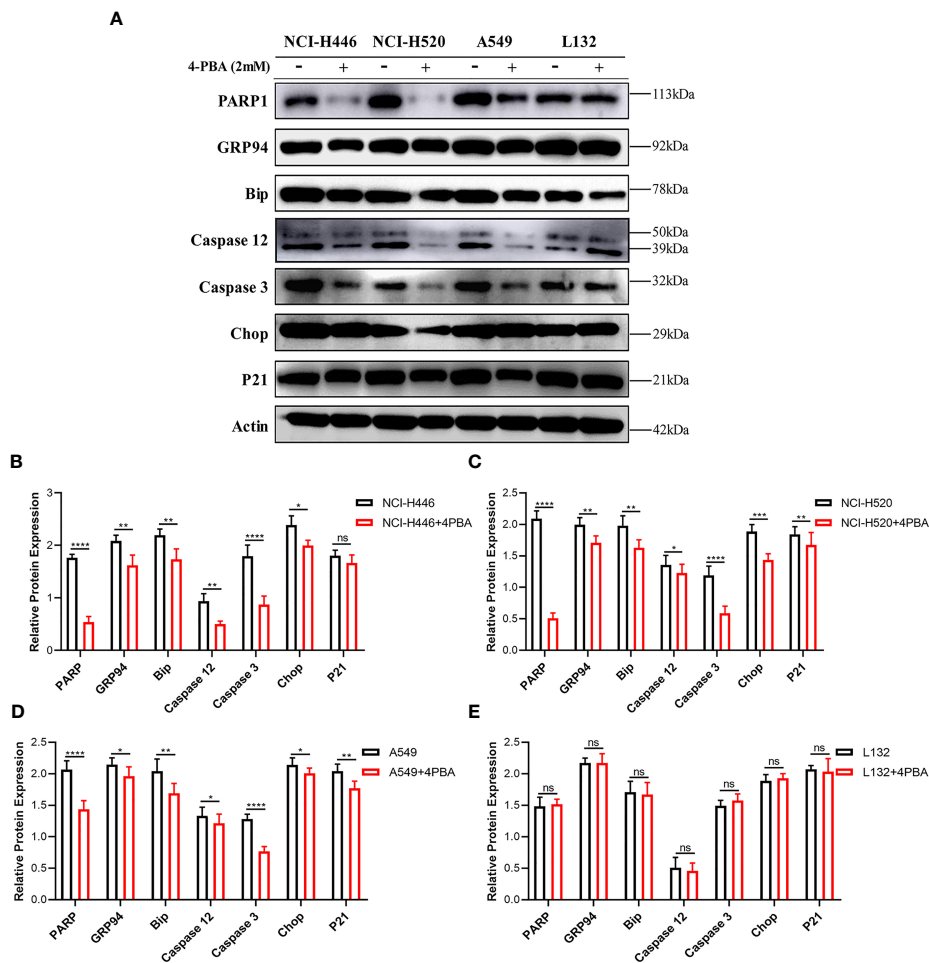 A
NCI-H446 NCI-H520 A549 L132
4-PBA (2mM) - + - + - + - +
PARP1 113kDa
GRP94 92kDa
Bip 78kDa
Caspase 12 50kDa
39kDa
Caspase 3 32kDa
Chop 29kDa
P21 21kDa
Actin 42kDa
B
Relative Protein Expression
3
2
1
0
**** ** ** ** **** * ns
NCI-H446
NCI-H446+4PBA
PARP GRP94 Bip Caspase 12 Caspase 3 Chop P21
C
Relative Protein Expression
2.5
2.0
1.5
1.0
0.5
0.0
**** ** ** * **** *** **
NCI-H520
NCI-H520+4PBA
PARP GRP94 Bip Caspase 12 Caspase 3 Chop P21
D
Relative Protein Expression
2.5
2.0
1.5
1.0
0.5
0.0
**** * ** * **** * **
A549
A549+4PBA
PARP GRP94 Bip Caspase 12 Caspase 3 Chop P21
E
Relative Protein Expression
2.5
2.0
1.5
1.0
0.5
0.0
ns ns ns ns ns ns ns
L132
L132+4PBA
PARP GRP94 Bip Caspase 12 Caspase 3 Chop P21